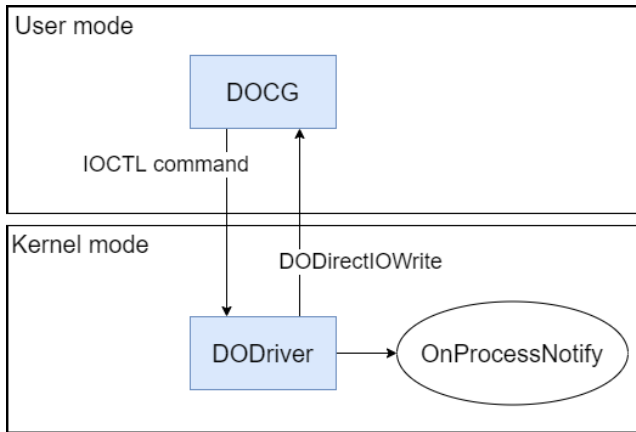 User mode
DOCG
IOCTL command
Kernel mode
DODirectIOWrite
DODriver
OnProcessNotify